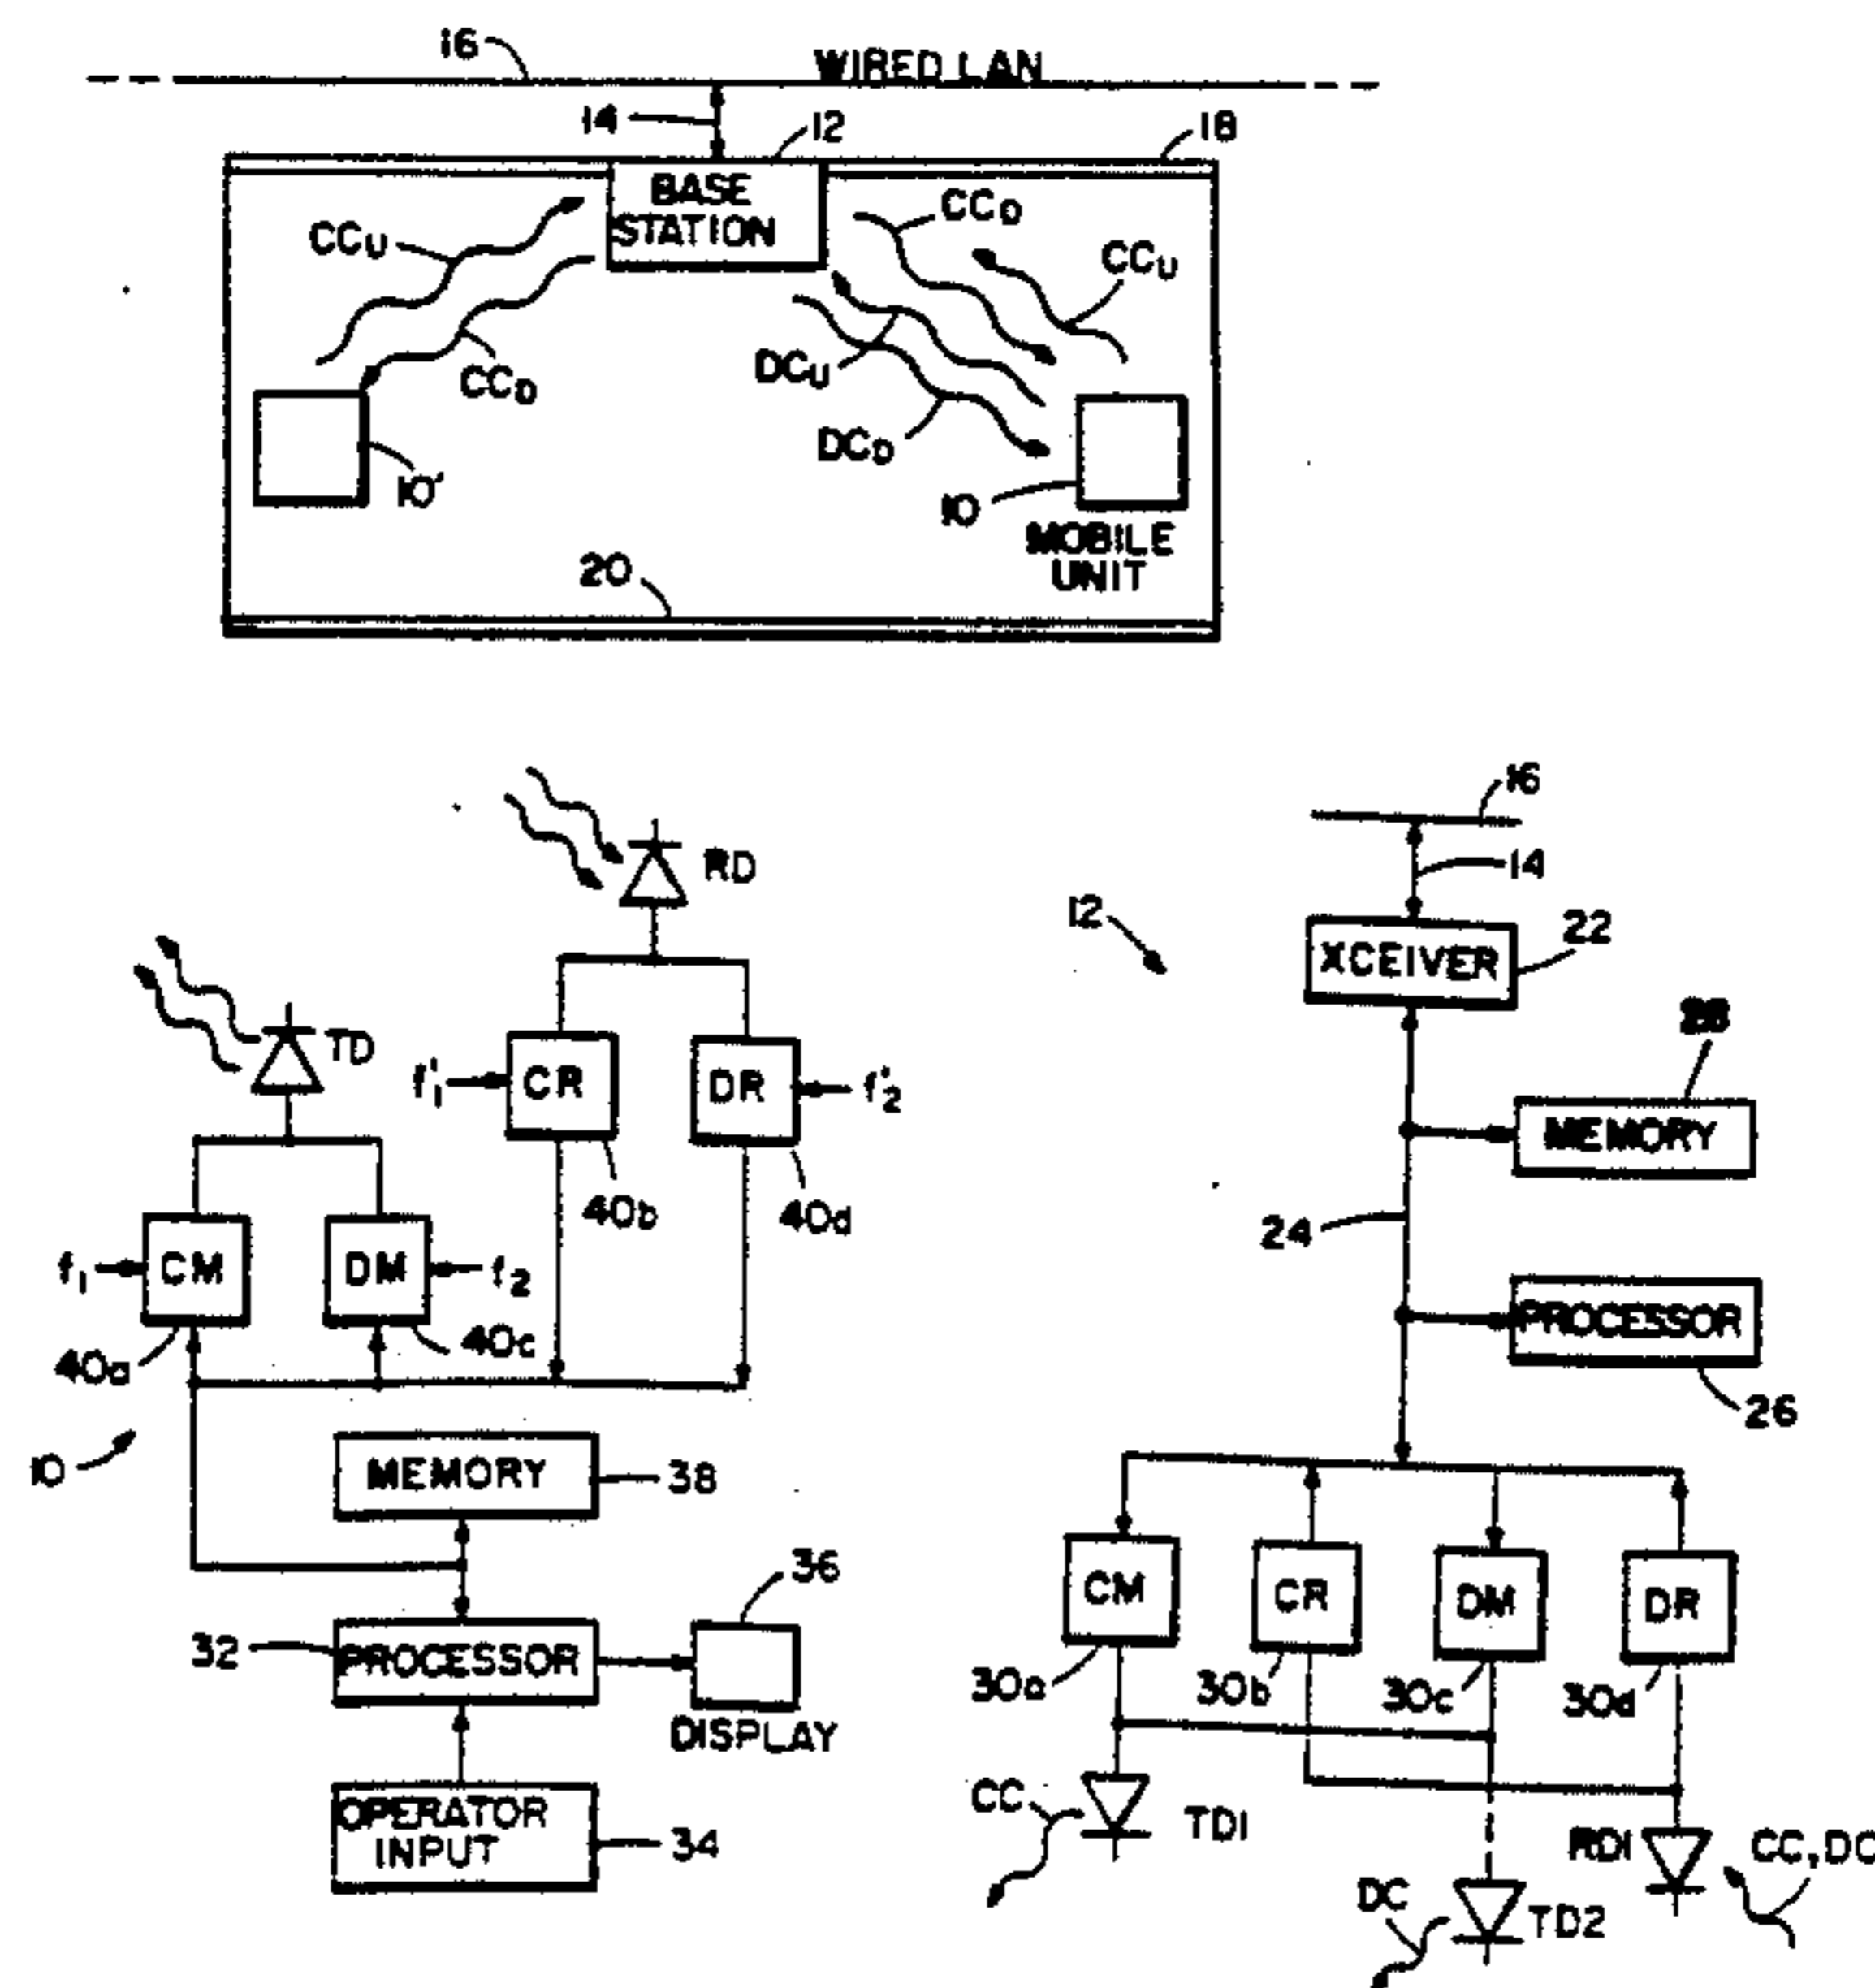 16
WIRED LAN
14
12
18
BASE
STATION
CCU
CCD
CCU
CCD
DCU
DCD
10'
10
MOBILE
UNIT
20
RD
TD
f'1
CR
DR
f'2
40b
40d
f1
CM
DM
f2
40a
40c
10
MEMORY
38
36
32
PROCESSOR
DISPLAY
OPERATOR
INPUT
34
16
14
12
XCEIVER
22
MEMORY
24
PROCESSOR
26
CM
CR
DM
DR
30a
30b
30c
30d
CC
TD1
RD1
CC, DC
DC
TD2